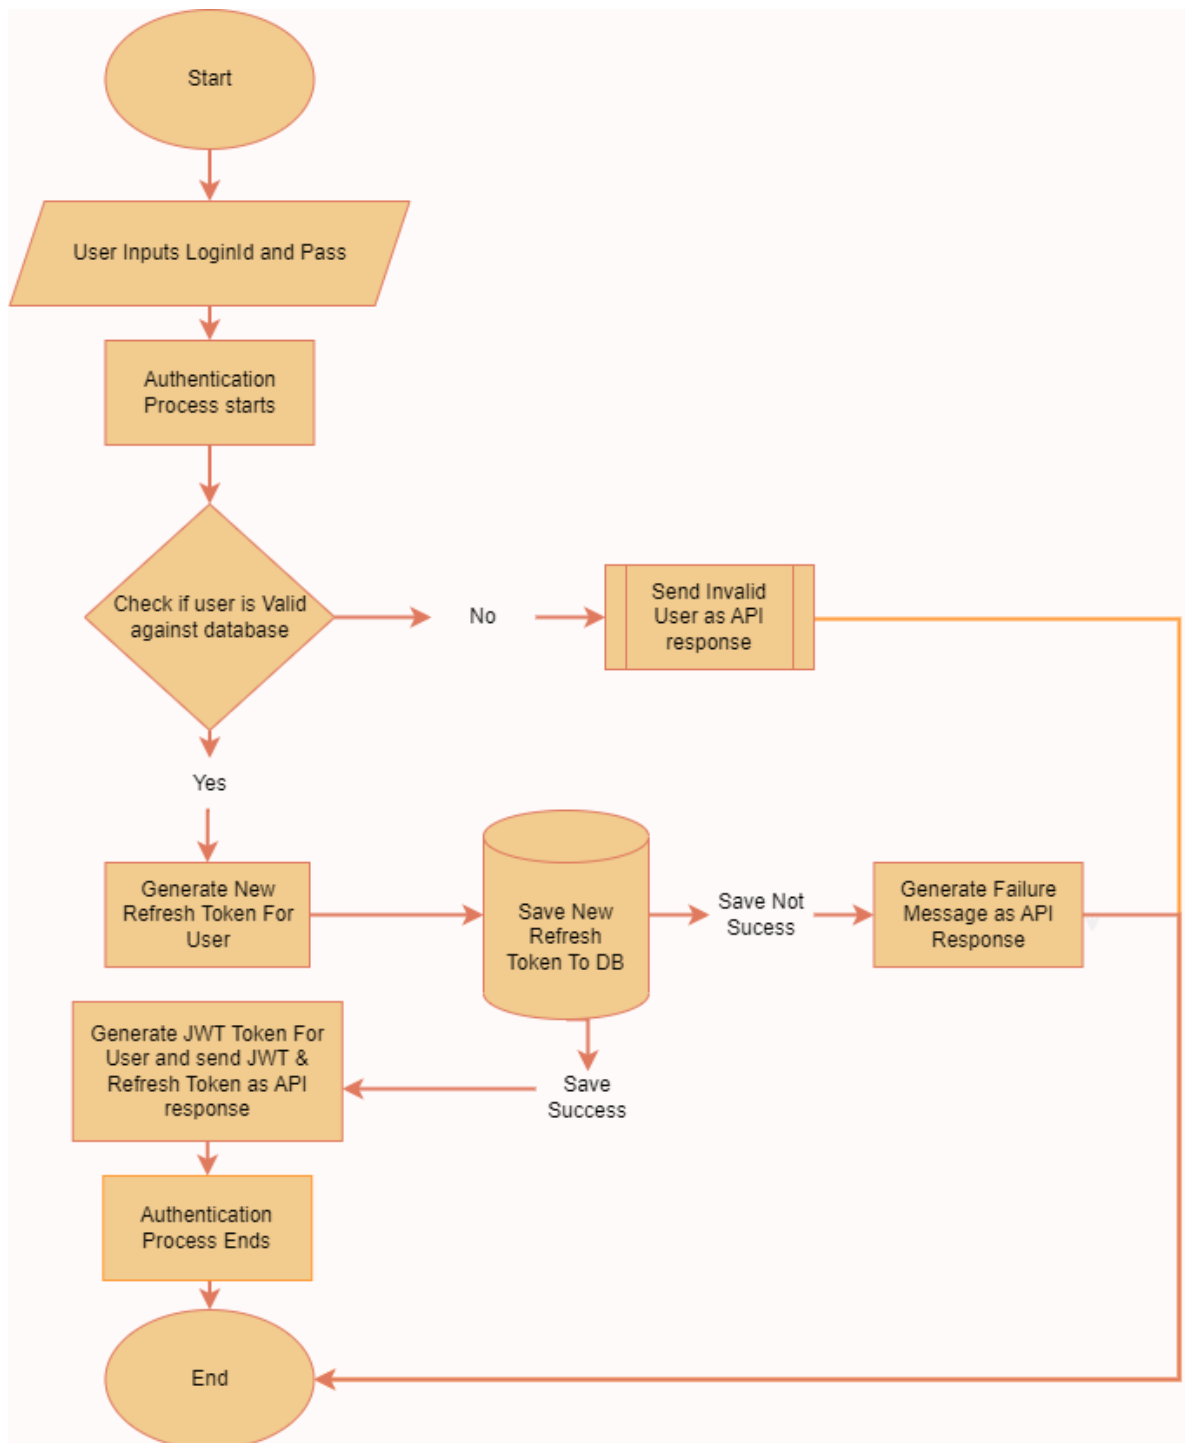 Start
User Inputs LoginId and Pass
Authentication
Process starts
Check if user is Valid
against database
No
Send Invalid
User as API
response
Yes
Generate New
Refresh Token For
User
Save New
Refresh
Token To DB
Save Not
Sucess
Generate Failure
Message as API
Response
Save
Success
Generate JWT Token For
User and send JWT &
Refresh Token as API
response
Authentication
Process Ends
End